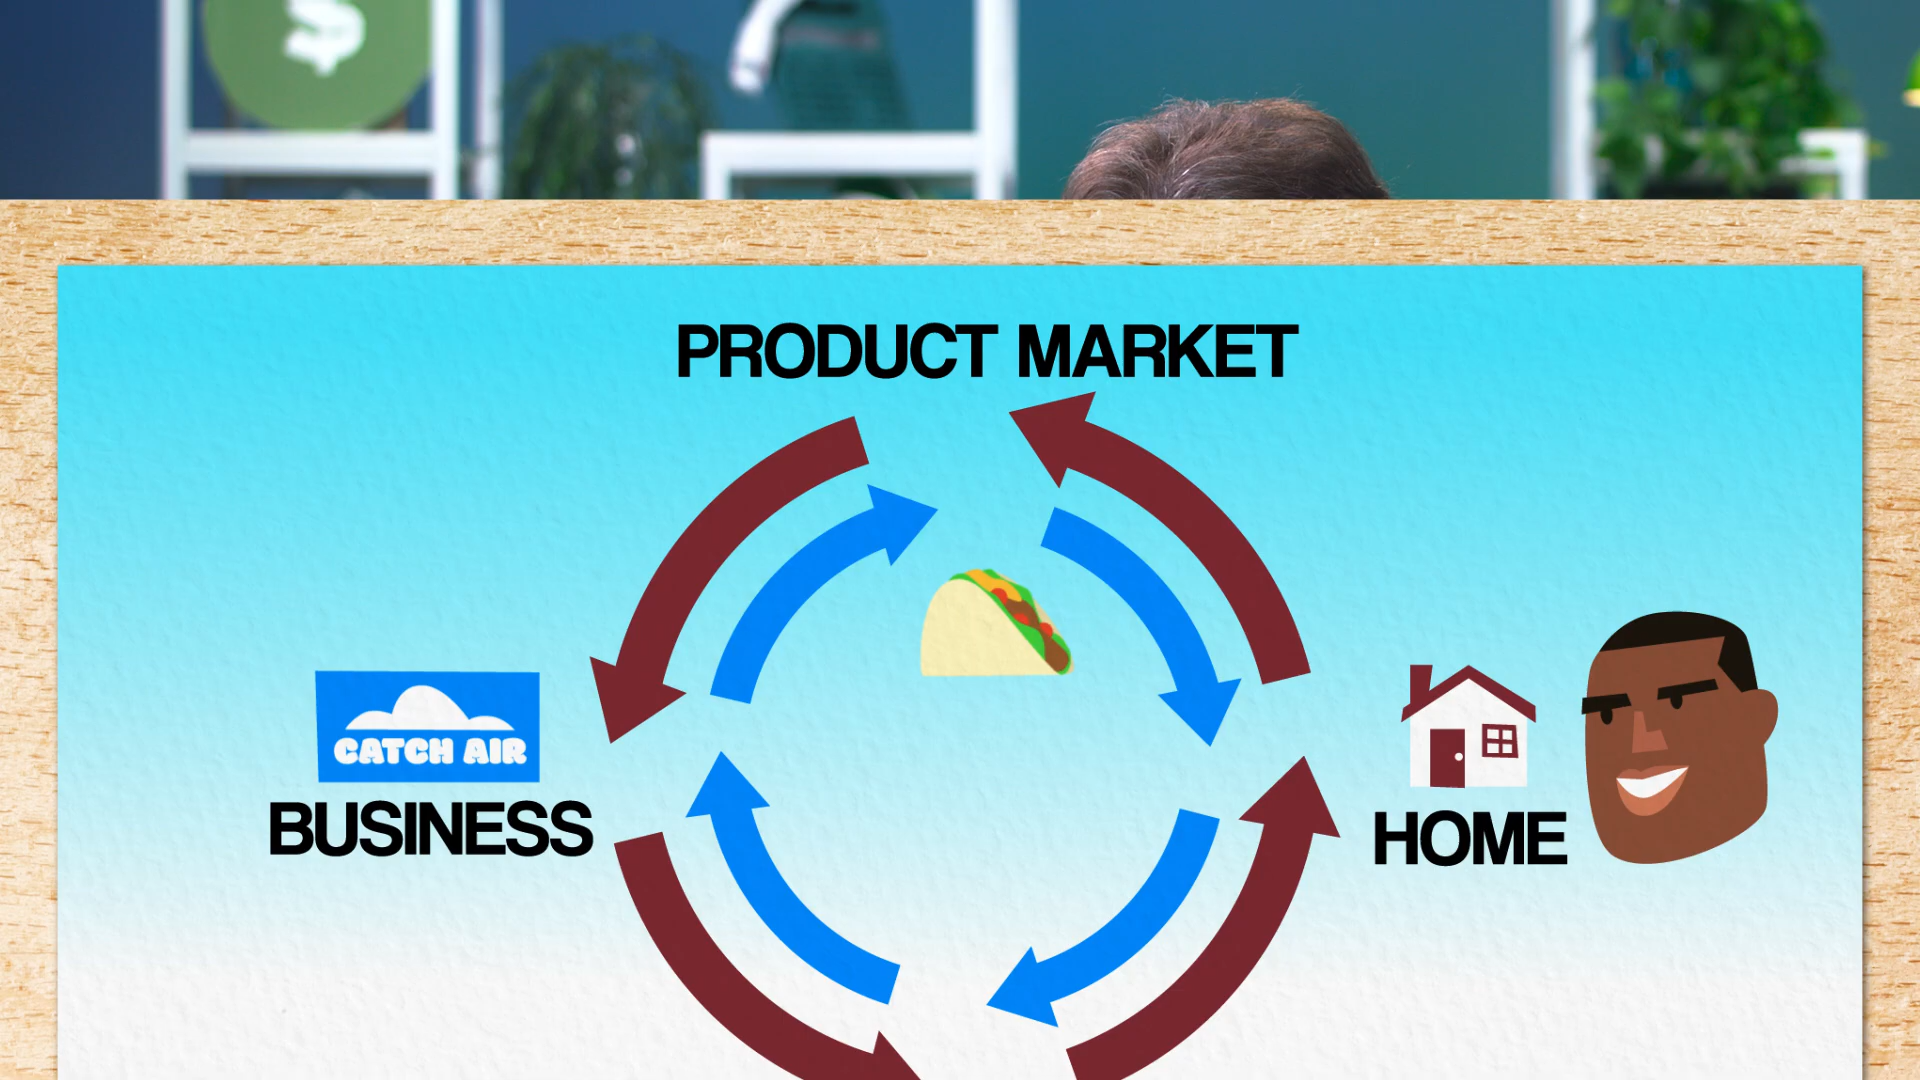 $
PRODUCT MARKET
CATCH AIR
BUSINESS
HOME